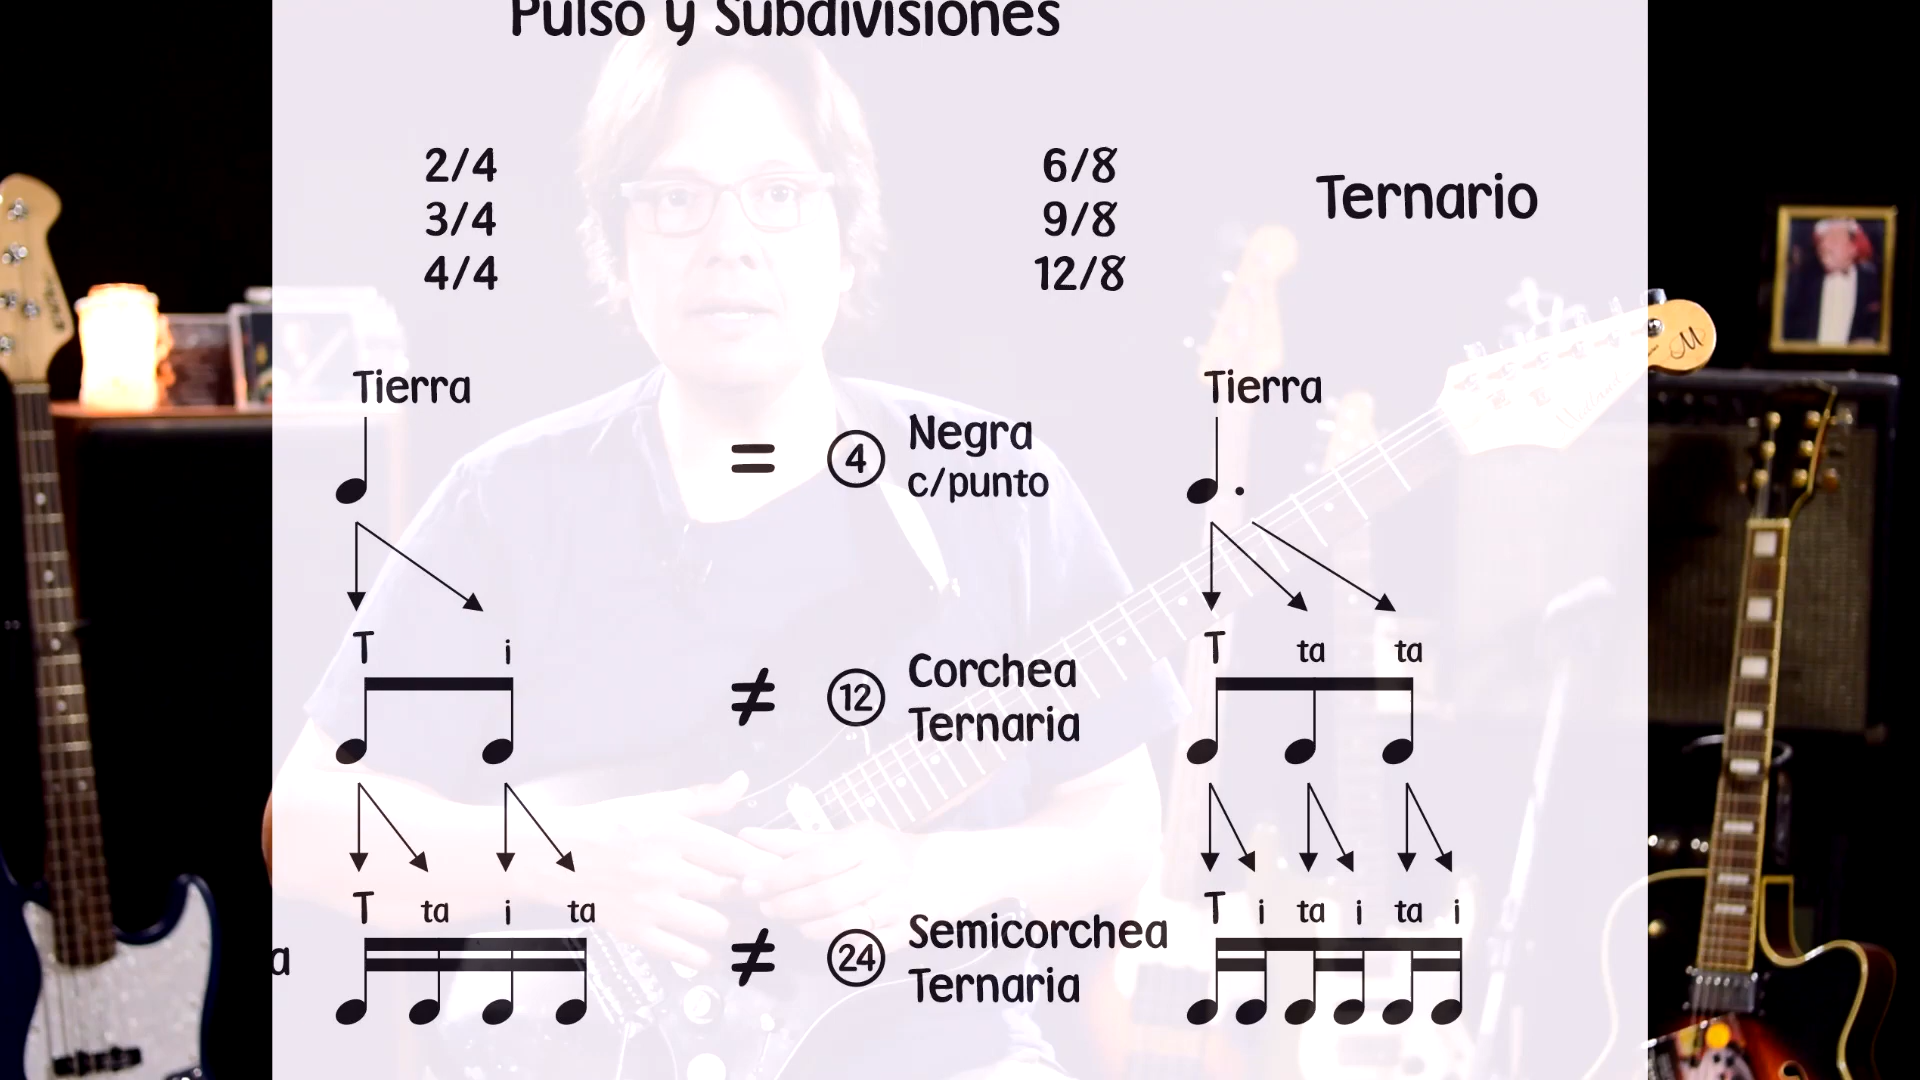 Pulso y Subdivisiones
2/4
3/4
4/4
6/8
9/8
12/8
Ternario
Tierra
= 4 Negra
c/punto
Tierra
T i
≠ 12 Corchea
Ternaria
T ta ta
a
T ta i ta
≠ 24 Semicorchea
Ternaria
T i ta i ta i
M